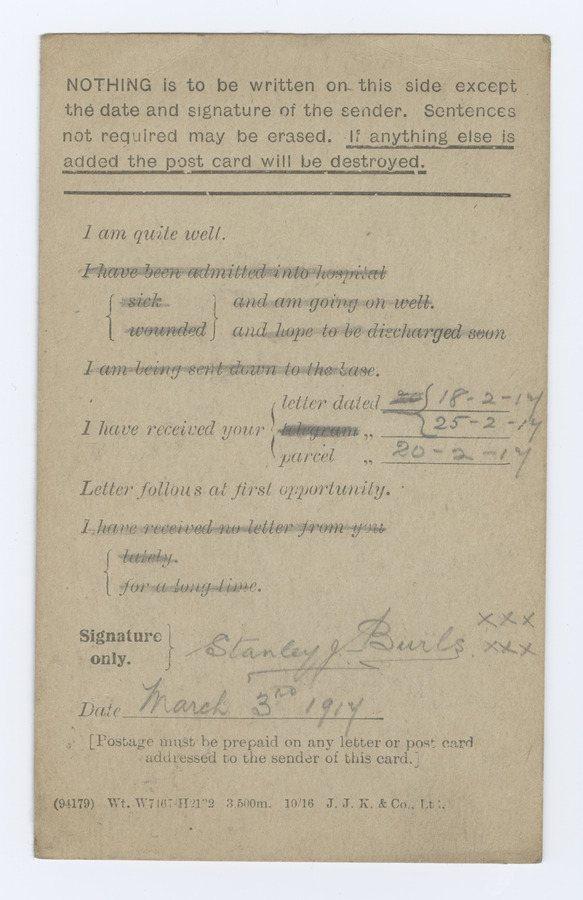 NOTHING is to be written on this side except
the date and signature of the sender. Sentences
not required may be erased. If anything else is
added the post card will be destroyed.
I am quite well.
I have been admitted into hospital
sick and am going on well.
wounded and hope to be discharged soon
I am being sent down to the base.
letter dated 18-2-17
25-2-17
I have received your telegram „
parcel „ 20-2-17
Letter follows at first opportunity.
I have received no letter from you
lately.
for a long time.
Signature only. Stanley J. Burls. xxx
xxx
Date March 3RD 1917
[Postage must be prepaid on any letter or post card
addressed to the sender of this card.]
(94179) Wt. 3,500m. 10/16 J. J. K. & Co., Ltd.